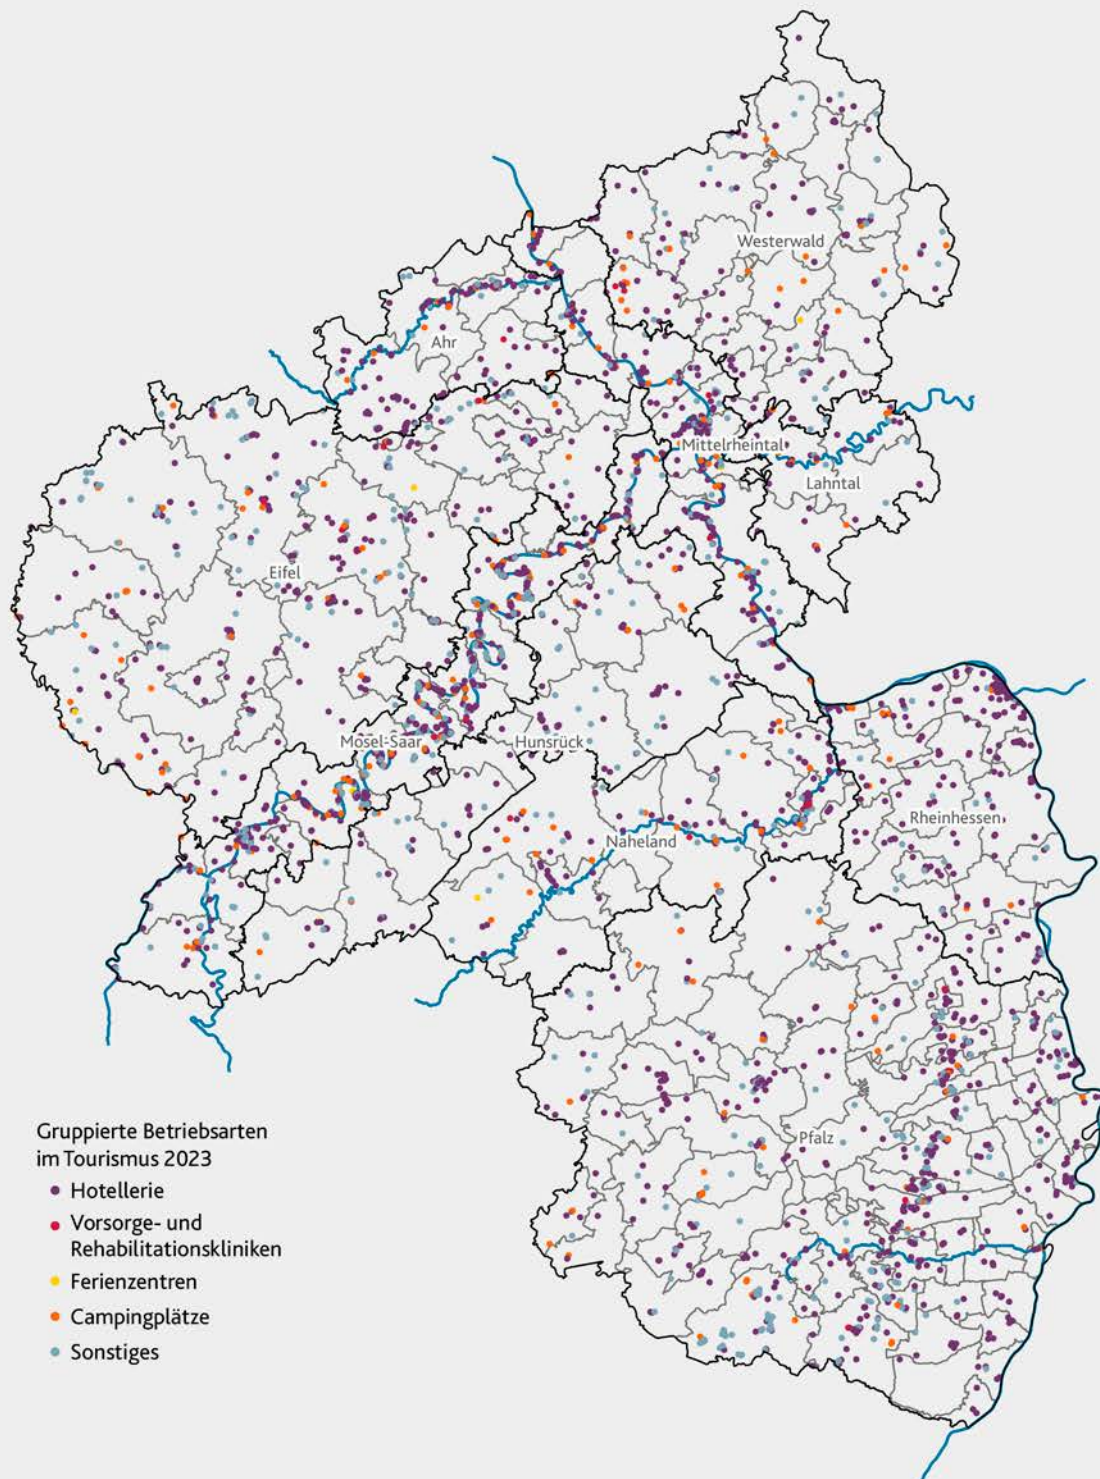 Westerwald
Ahr
Mittelrheintal
Lahntal
Eifel
Mosel-Saar
Hunsrück
Rheinhessen
Naheland
Pfalz
Gruppierte Betriebsarten
im Tourismus 2023
Hotellerie
Vorsorge- und
Rehabilitationskliniken
Ferienzentren
Campingplätze
Sonstiges